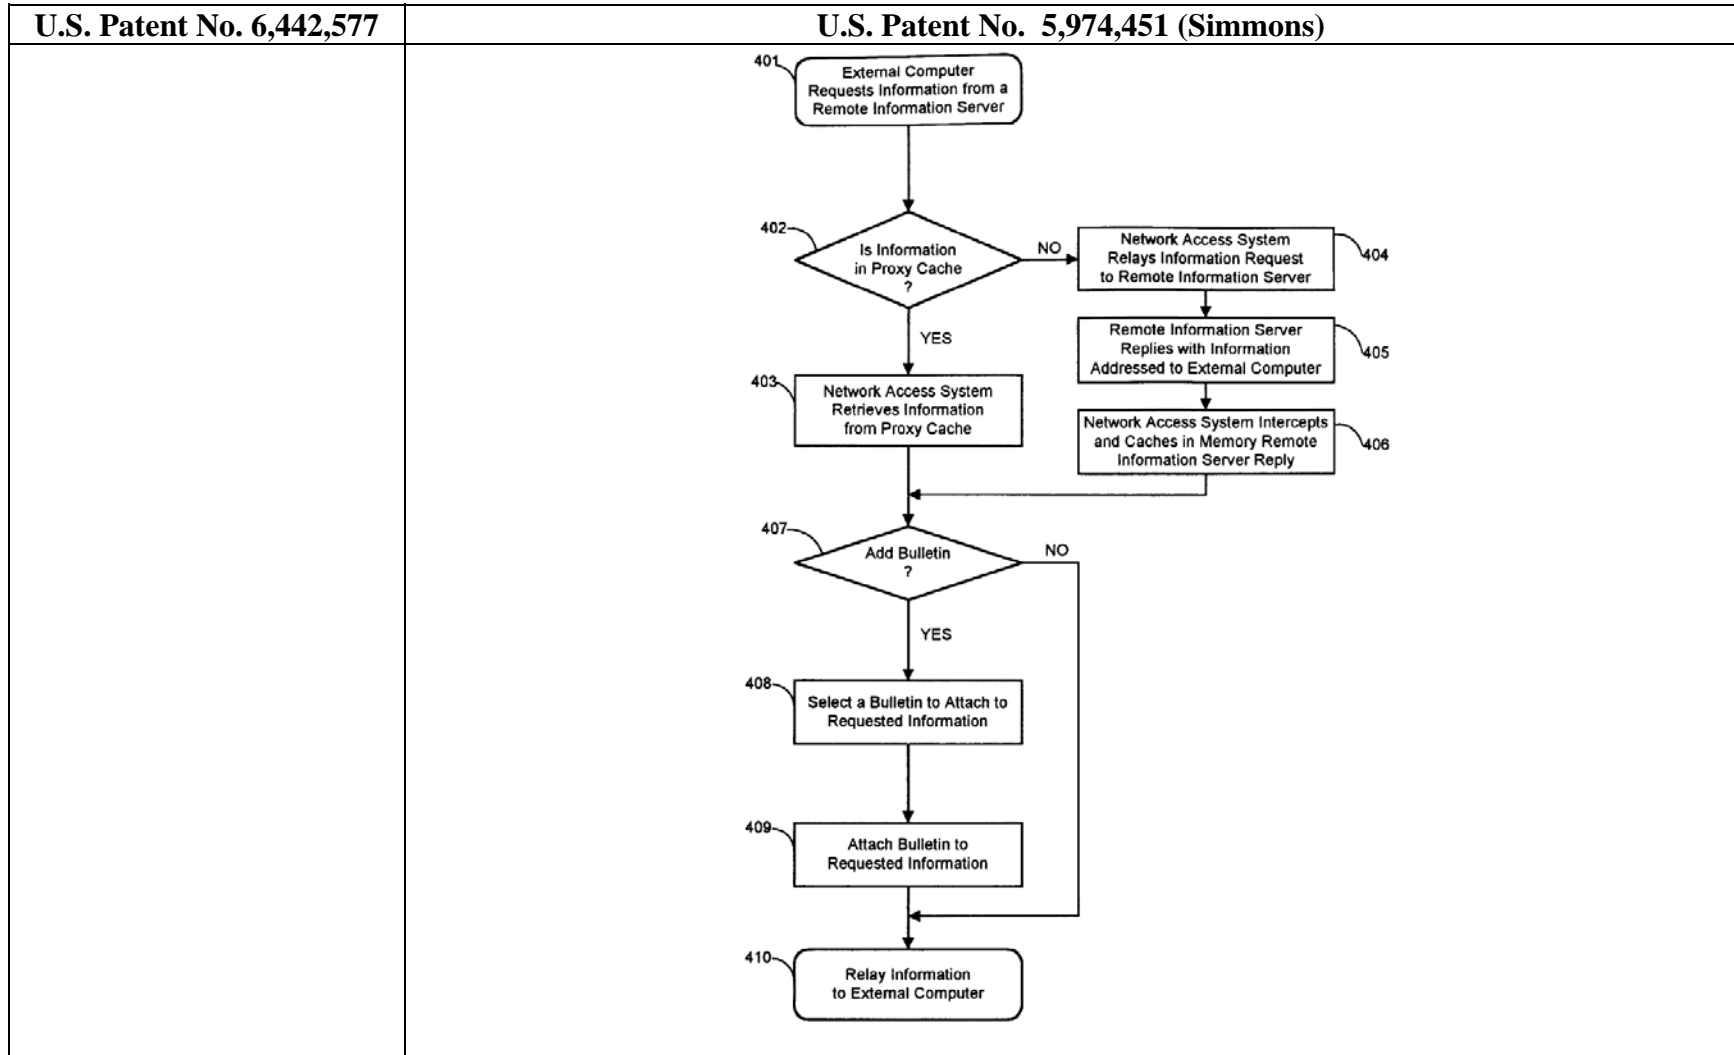 U.S. Patent No. 6,442,577
U.S. Patent No. 5,974,451 (Simmons)
401
External Computer
Requests Information from a
Remote Information Server
402
Is Information
in Proxy Cache
?
NO
Network Access System
Relays Information Request
to Remote Information Server
404
YES
Remote Information Server
Replies with Information
Addressed to External Computer
405
403
Network Access System
Retrieves Information
from Proxy Cache
Network Access System Intercepts
and Caches in Memory Remote
Information Server Reply
406
407
Add Bulletin
?
NO
YES
408
Select a Bulletin to Attach to
Requested Information
409
Attach Bulletin to
Requested Information
410
Relay Information
to External Computer